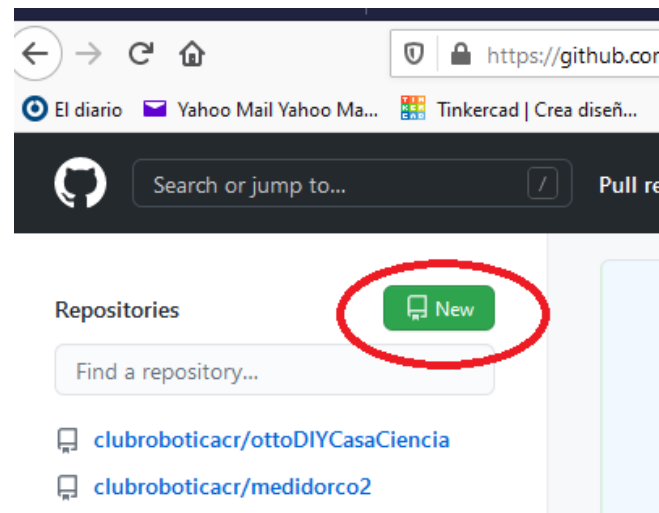 https://github.con
El diario Yahoo Mail Yahoo Ma... Tinkercad | Crea diseñ...
Search or jump to... / Pull re
Repositories New
Find a repository...
clubroboticacr/ottoDIYCasaCiencia
clubroboticacr/medidorco2